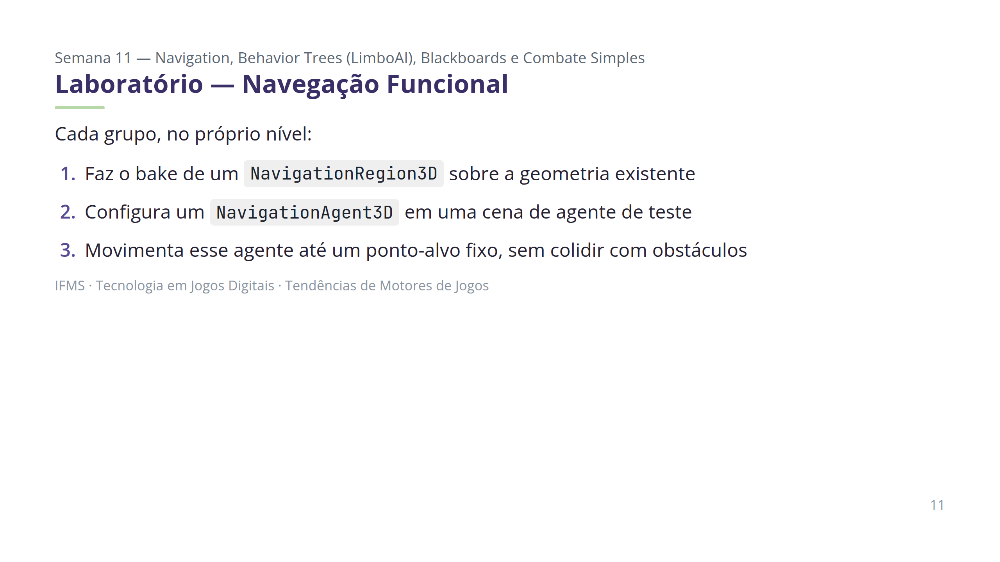 Semana 11 — Navigation, Behavior Trees (LimboAI), Blackboards e Combate Simples
Laboratório — Navegação Funcional
Cada grupo, no próprio nível:
1. Faz o bake de um NavigationRegion3D sobre a geometria existente
2. Configura um NavigationAgent3D em uma cena de agente de teste
3. Movimenta esse agente até um ponto-alvo fixo, sem colidir com obstáculos
IFMS · Tecnologia em Jogos Digitais · Tendências de Motores de Jogos
11